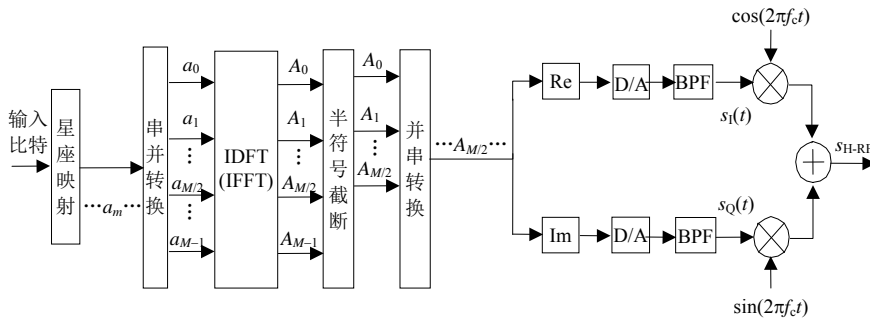 输入
比特
星座映射
···am···
串并转换
a0
a1
⋮
aM/2
⋮
aM−1
IDFT
(IFFT)
A0
A1
⋮
AM/2
⋮
AM−1
半符号截断
A0
A1
⋮
AM/2
并串转换
···AM/2···
Re
D/A
BPF
sI(t)
cos(2πfct)
Im
D/A
BPF
sQ(t)
sin(2πfct)
sH-RF